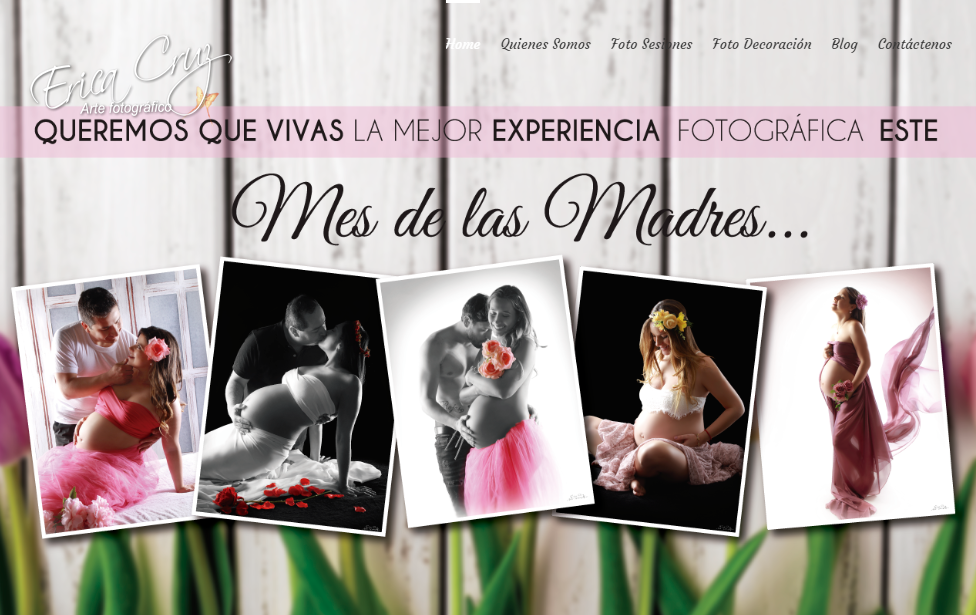 Home Quienes Somos Foto Sesiones Foto Decoración Blog Contáctenos
Erica Cruz
Arte fotográfico
QUEREMOS QUE VIVAS LA MEJOR EXPERIENCIA FOTOGRÁFICA ESTE
Mes de las Madres...